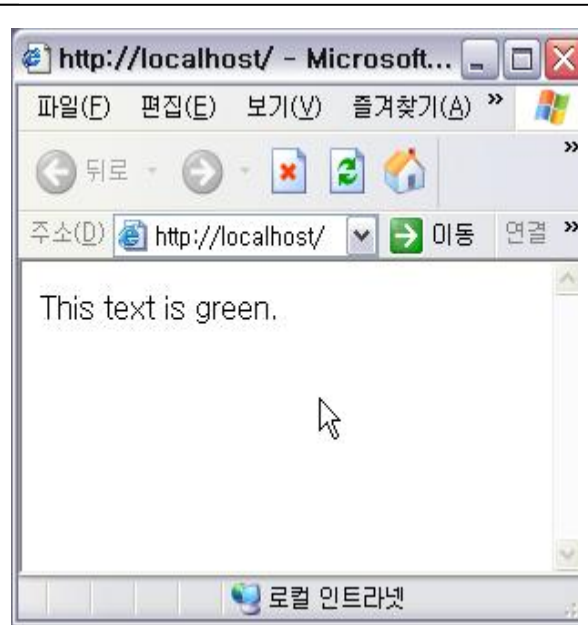 http://localhost/ - Microsoft...
파일(F) 편집(E) 보기(V) 즐겨찾기(A) »
뒤로 »
주소(D) http://localhost/ 이동 연결 »
This text is green.
로컬 인트라넷